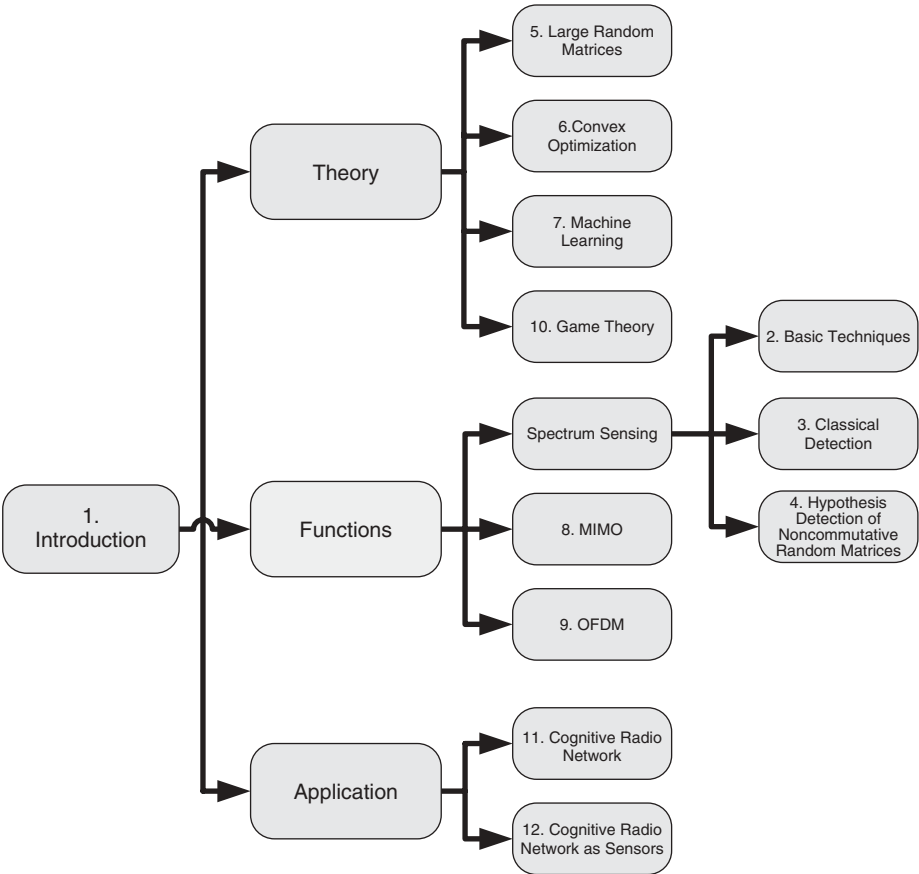 5. Large Random
Matrices
6.Convex
Optimization
Theory
7. Machine
Learning
10. Game Theory
2. Basic Techniques
Spectrum Sensing
3. Classical
Detection
1.
Introduction
Functions
8. MIMO
4. Hypothesis
Detection of
Noncommutative
Random Matrices
9. OFDM
11. Cognitive Radio
Network
Application
12. Cognitive Radio
Network as Sensors